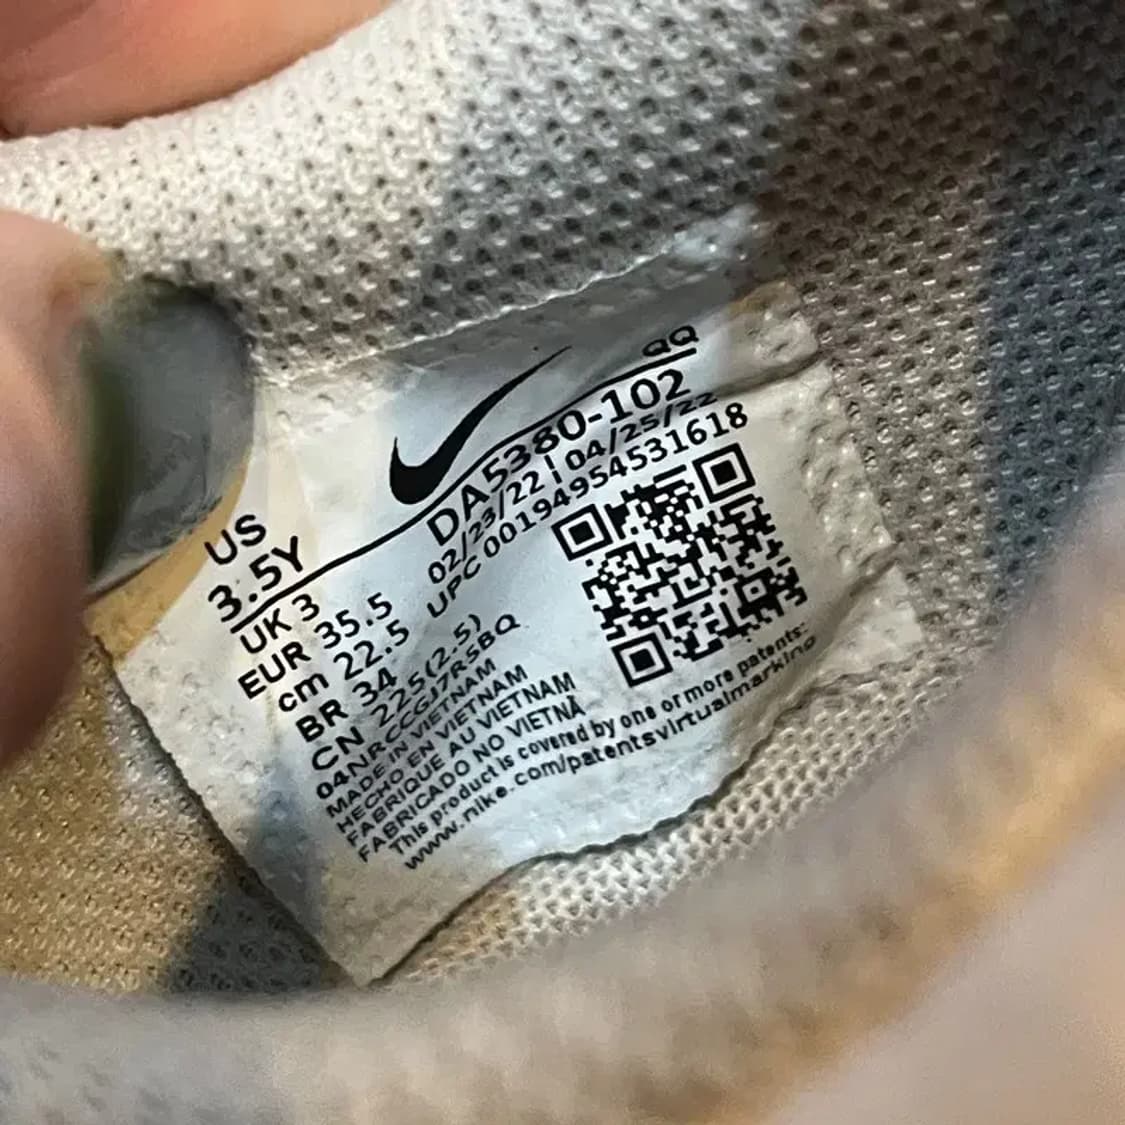 QQ
DA5380-102
02/23/22 | 04/25/22
UPC 00194954531618
US
3.5Y
UK 3
EUR 35.5
cm 22.5
BR 34
CN 225(2.5)
04NRCCGJ7R5BQ
MADE IN VIETNAM
HECHO EN VIETNAM
FABRIQUE AU VIETNAM
FABRICADO NO VIETNÃ
This product is covered by one or more patents:
www.nike.com/patentsvirtualmarking